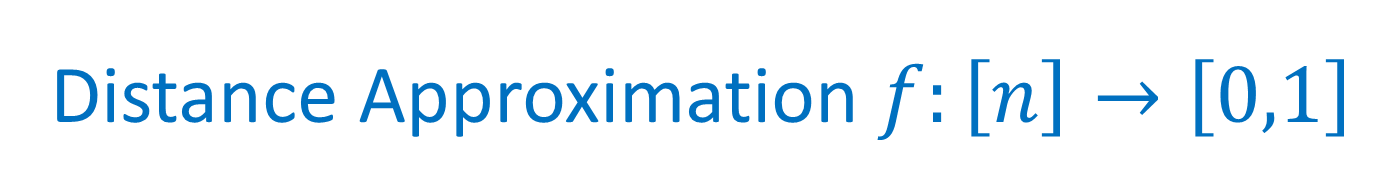 Distance Approximation 𝑓: [𝑛] → [0,1]